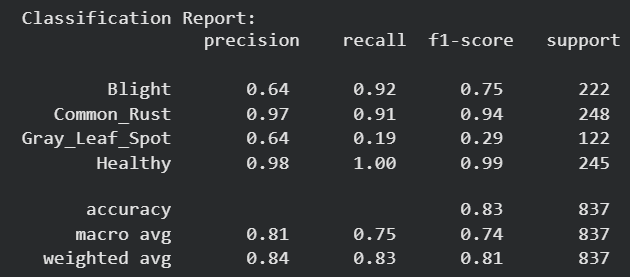 Classification Report:
precision recall f1-score support
Blight 0.64 0.92 0.75 222
Common_Rust 0.97 0.91 0.94 248
Gray_Leaf_Spot 0.64 0.19 0.29 122
Healthy 0.98 1.00 0.99 245
accuracy 0.83 837
macro avg 0.81 0.75 0.74 837
weighted avg 0.84 0.83 0.81 837